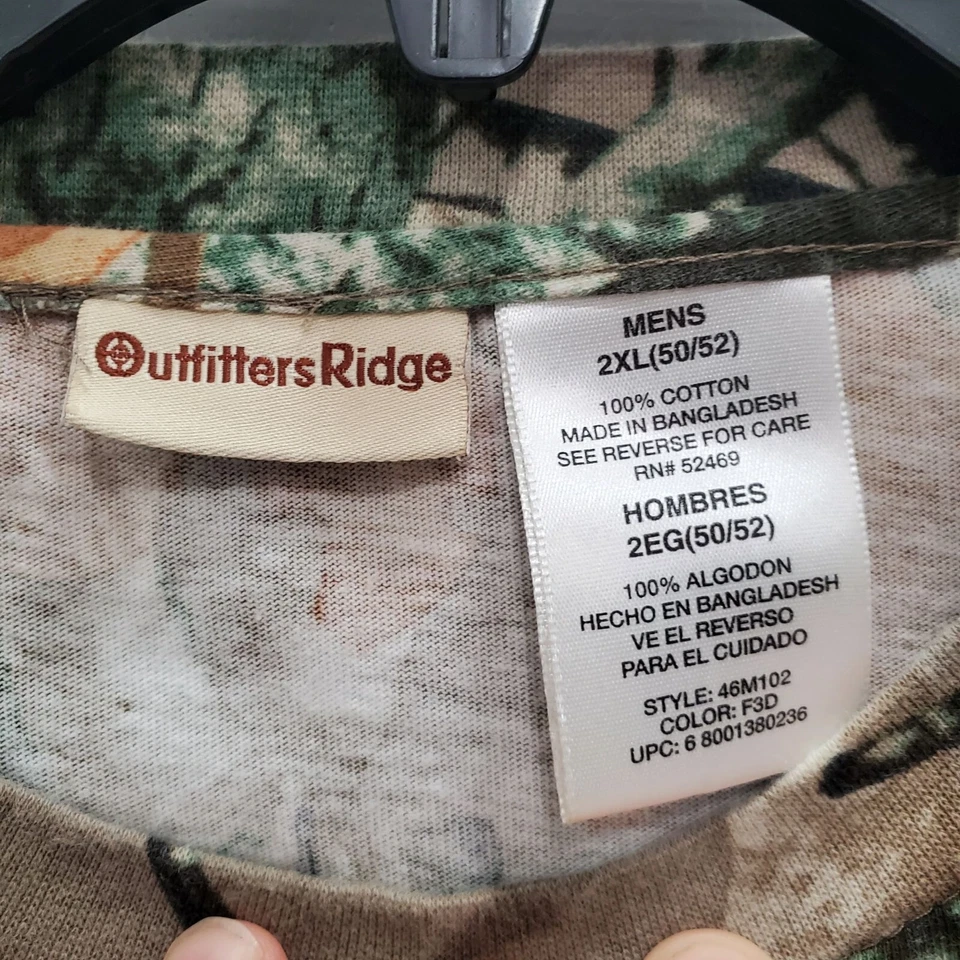 OutfittersRidge
MENS
2XL(50/52)
100% COTTON
MADE IN BANGLADESH
SEE REVERSE FOR CARE
RN# 52469
HOMBRES
2EG(50/52)
100% ALGODON
HECHO EN BANGLADESH
VE EL REVERSO
PARA EL CUIDADO
STYLE: 46M102
COLOR: F3D
UPC: 6 8001380236